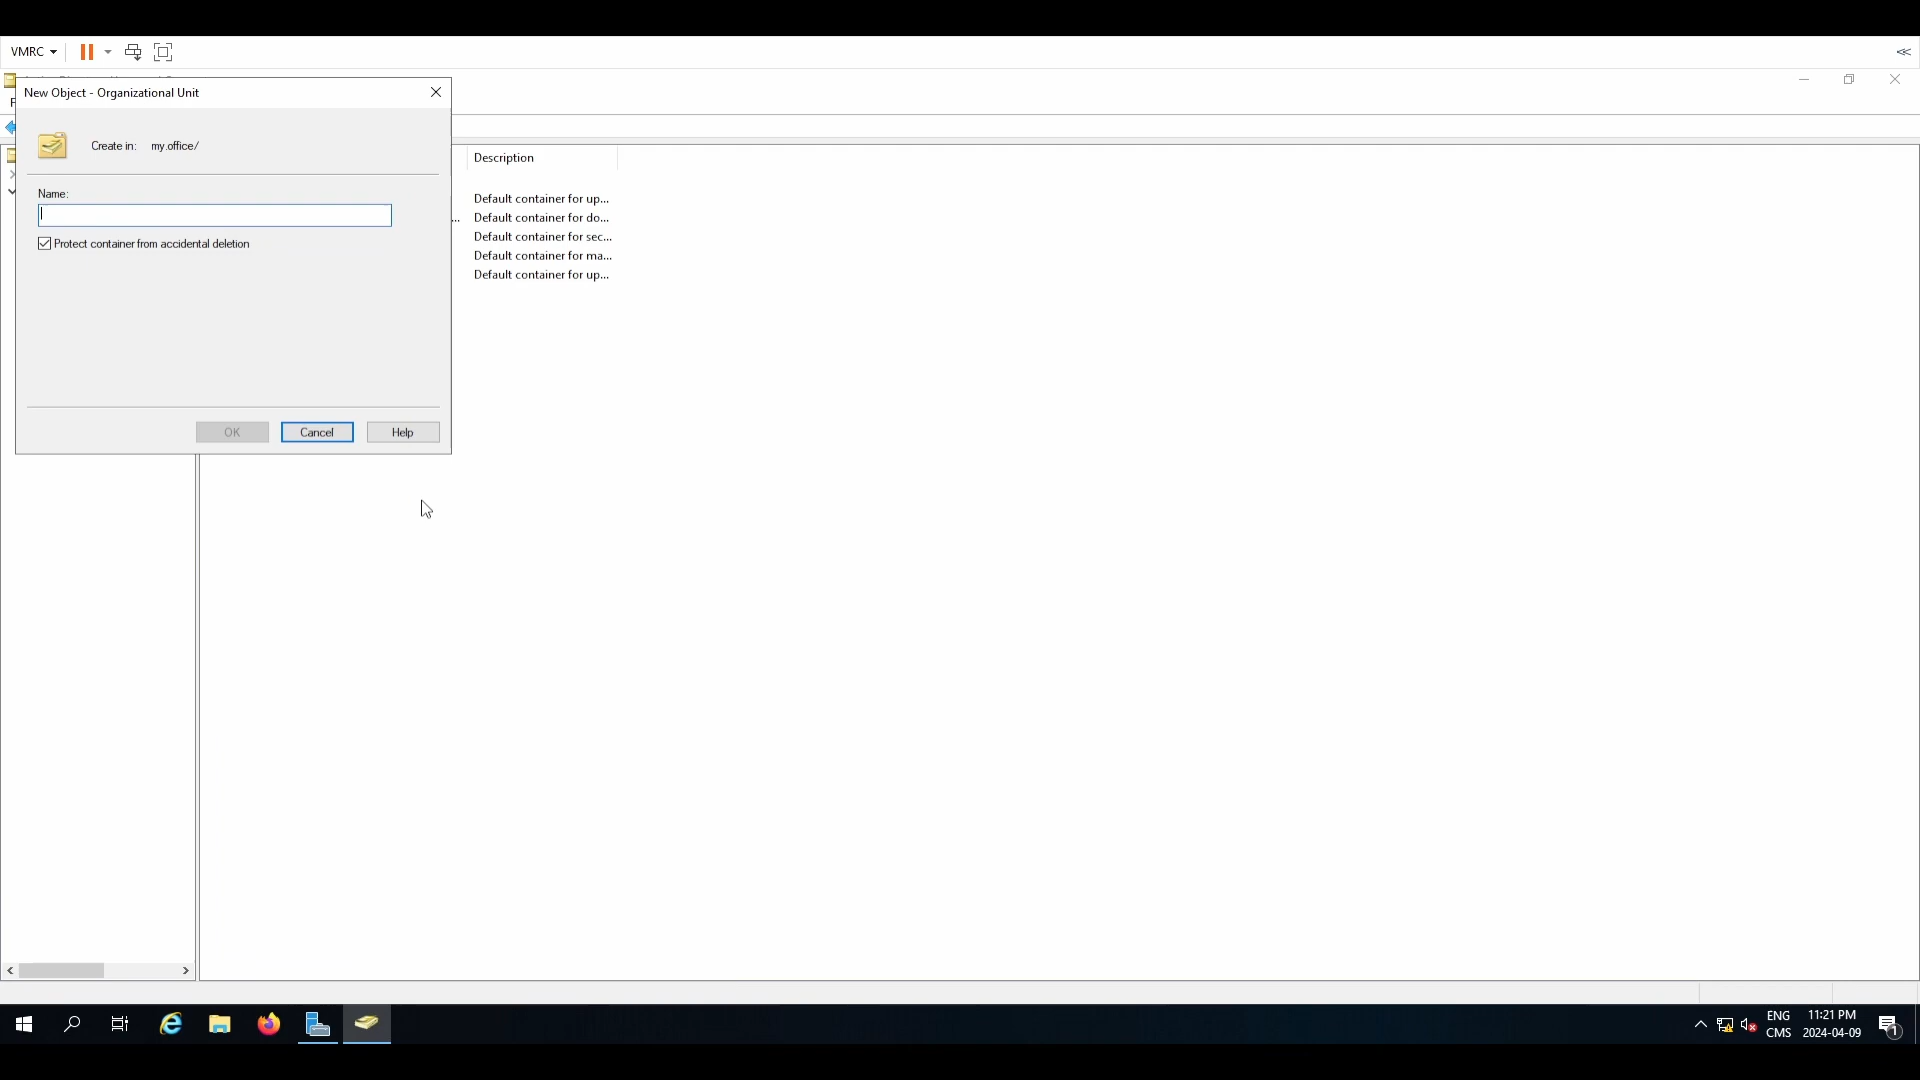 VMRC
New Object - Organizational Unit
Create in: my.office/
Name:
Protect container from accidental deletion
OK
Cancel
Help
Description
Default container for up...
Default container for do...
Default container for sec...
Default container for ma...
Default container for up...
...
ENG
CMS
11:21 PM
2024-04-09
1